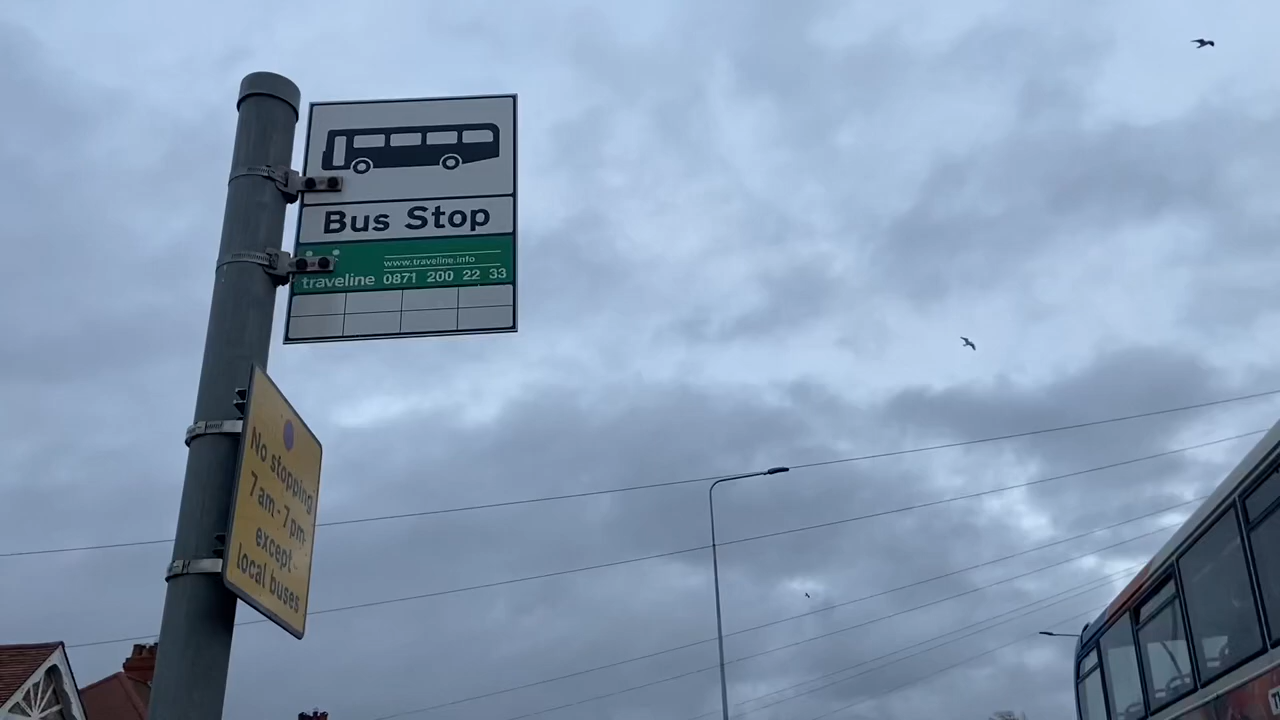 Bus Stop
www.traveline.info
traveline 0871 200 22 33
No stopping
7 am - 7 pm
except
local buses